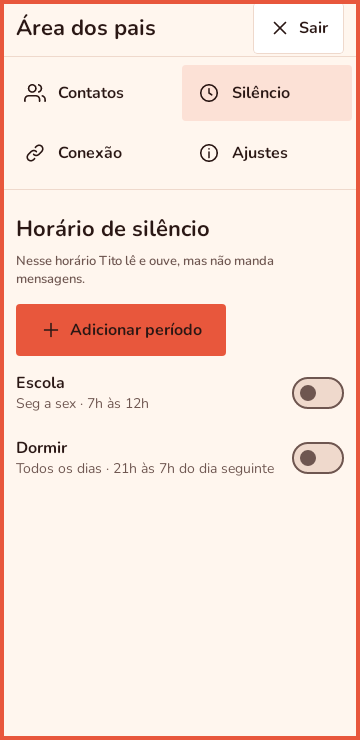 Área dos pais
Sair
Contatos
Silêncio
Conexão
Ajustes
Horário de silêncio
Nesse horário Tito lê e ouve, mas não manda
mensagens.
Adicionar período
Escola
Seg a sex · 7h às 12h
Dormir
Todos os dias · 21h às 7h do dia seguinte